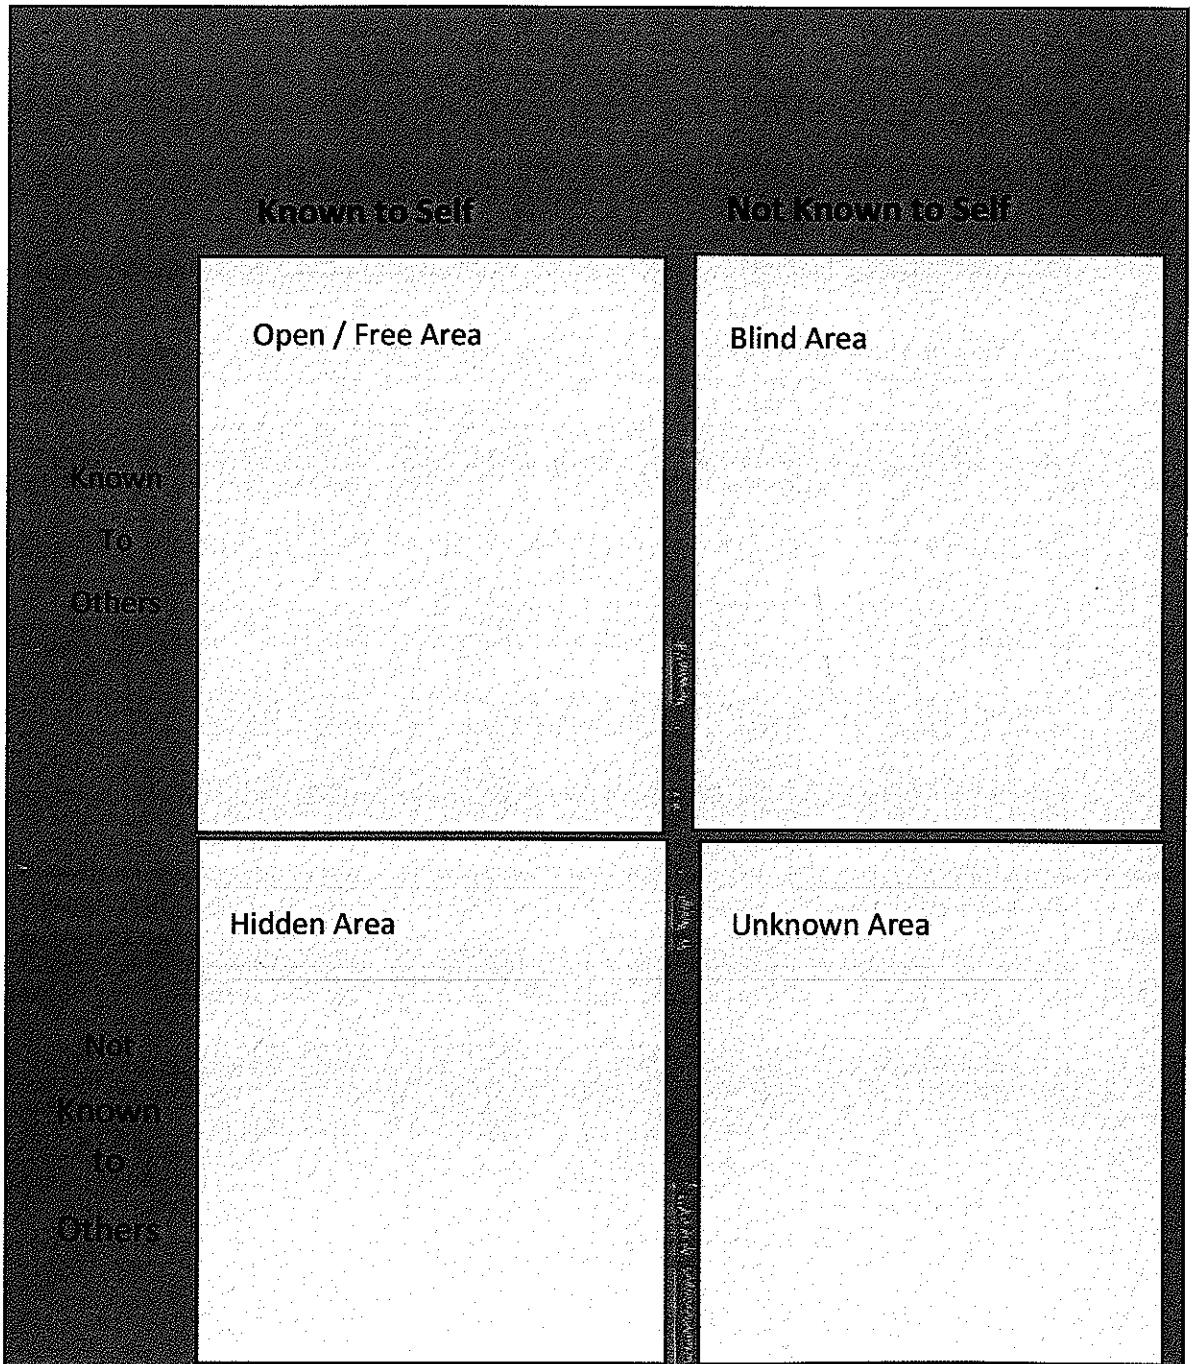 Known to Self
Not Known to Self
Open / Free Area
Blind Area
Known
To
Others
Hidden Area
Unknown Area
Not
Known
to
Others